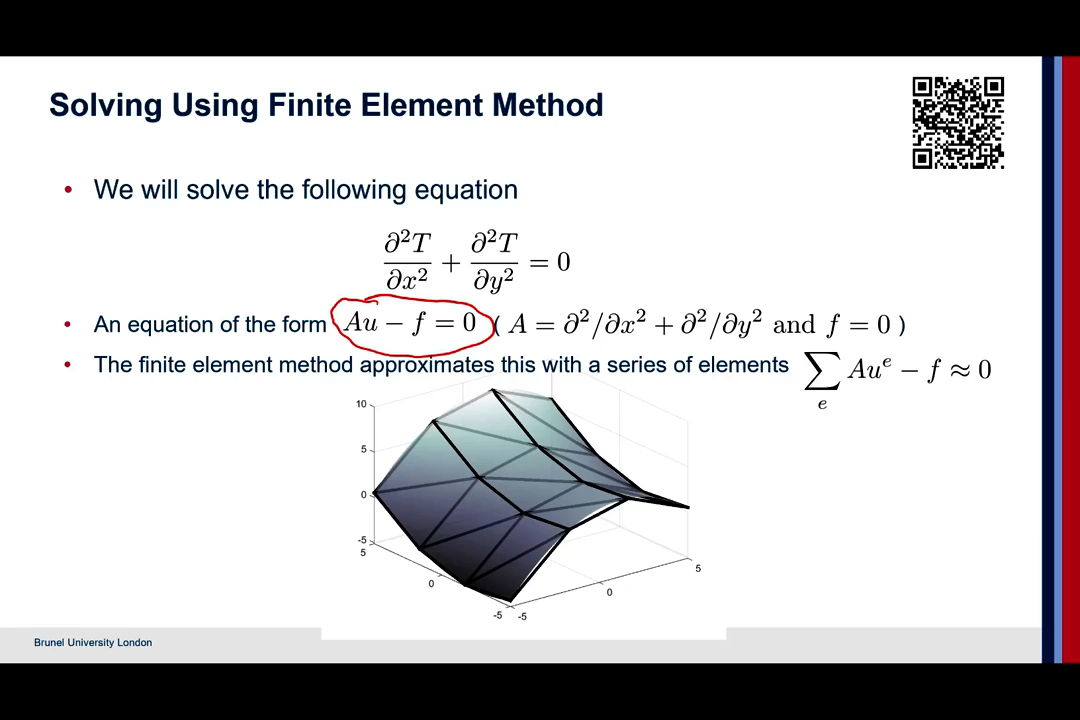 Solving Using Finite Element Method
• We will solve the following equation
∂²T/∂x² + ∂²T/∂y² = 0
• An equation of the form Au − f = 0 ( A = ∂²/∂x² + ∂²/∂y² and f = 0 )
• The finite element method approximates this with a series of elements ∑ₑ Auᵉ − f ≈ 0
10
5
0
-5
5
0
-5
-5
0
5
Brunel University London